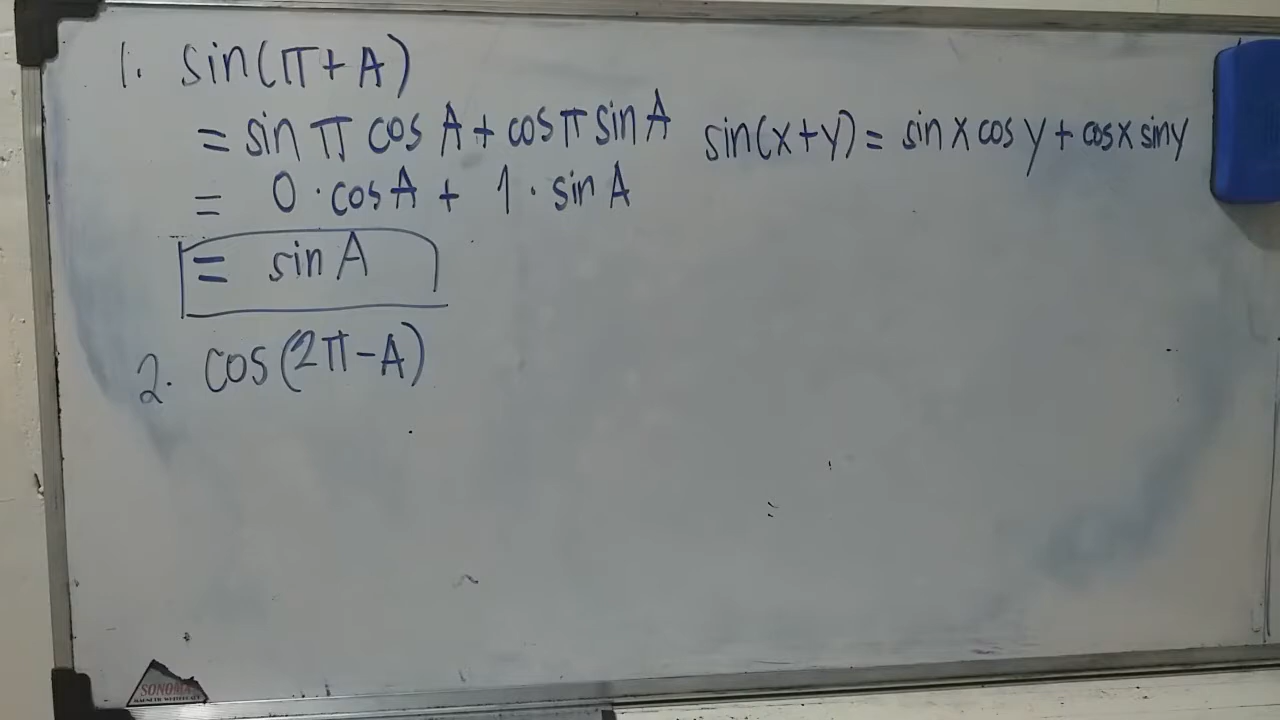 1. sin(π+A)
= sin π cos A + cos π sin A sin(x+y) = sin x cos y + cos x sin y
= 0 · cos A + 1 · sin A
= sin A
2. cos(2π-A)
SONOMA